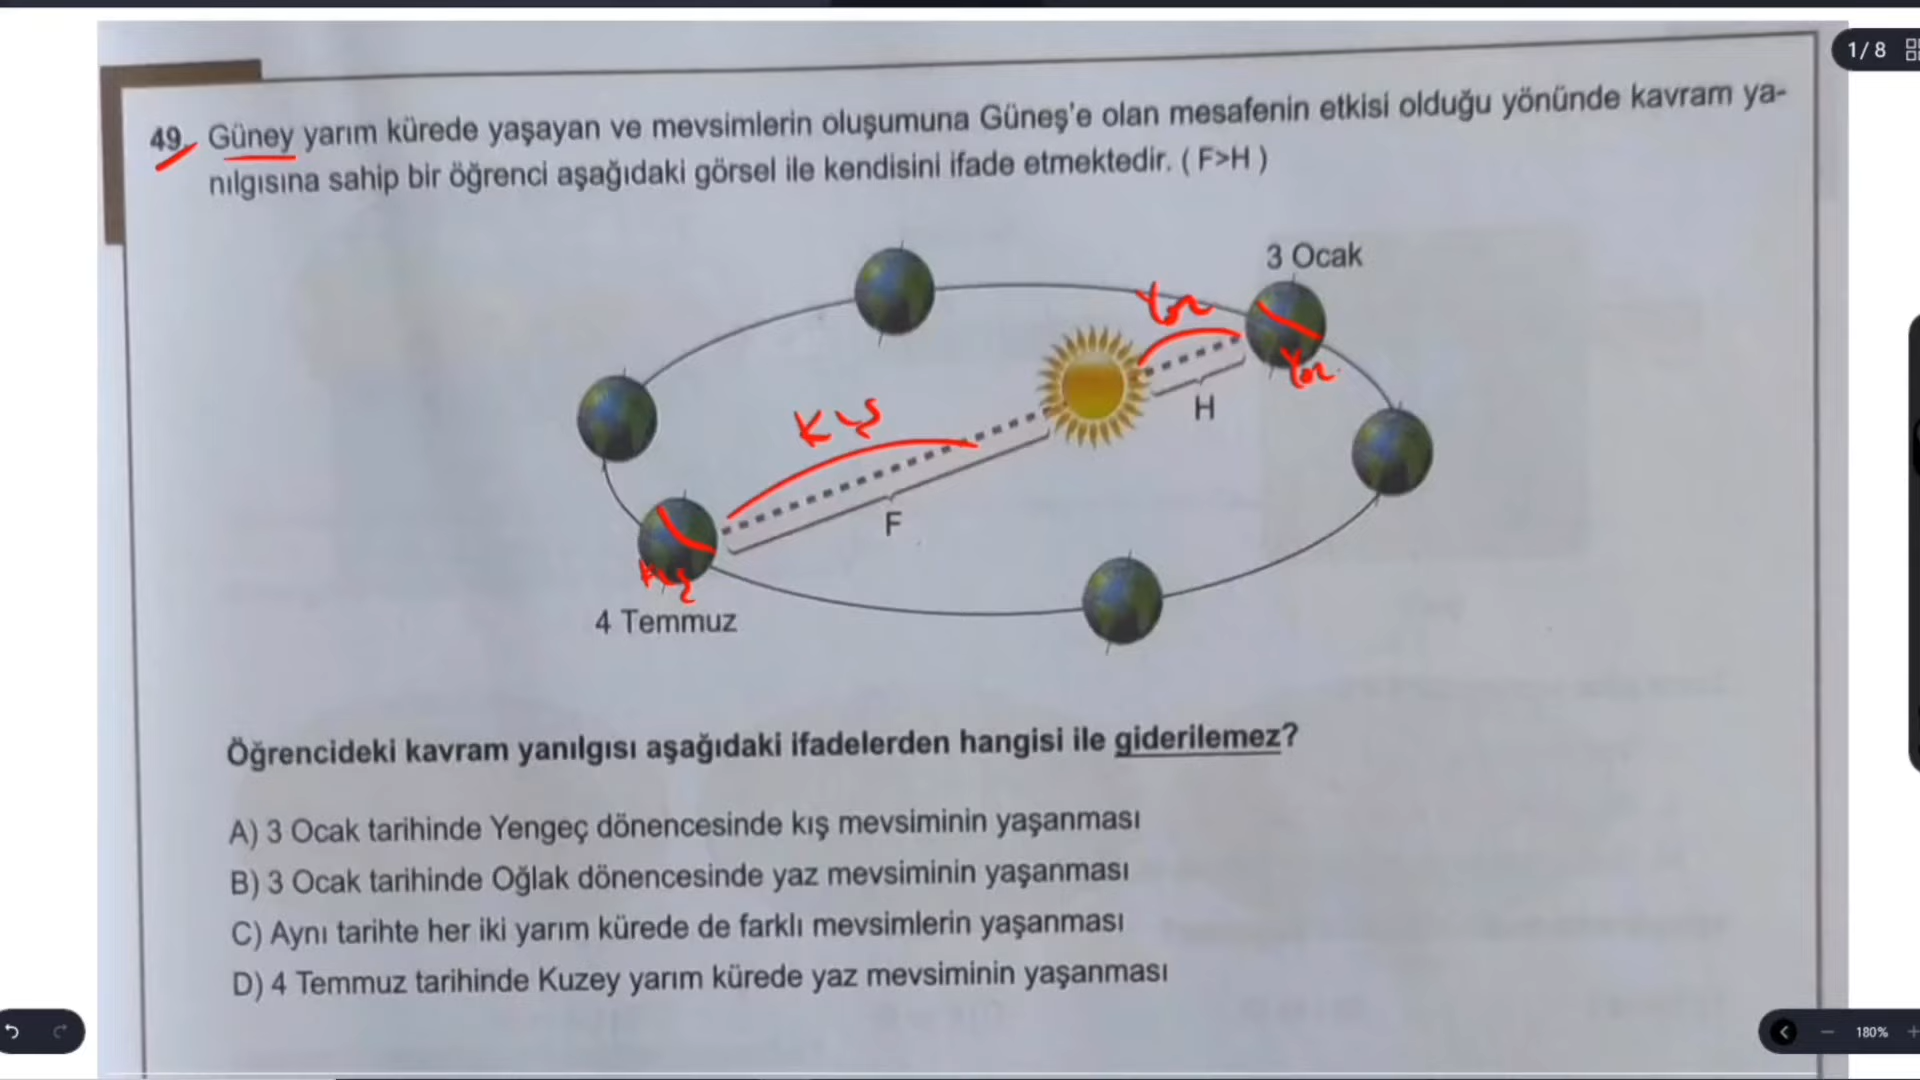 1/8
49. Güney yarım kürede yaşayan ve mevsimlerin oluşumuna Güneş'e olan mesafenin etkisi olduğu yönünde kavram ya-
nılgısına sahip bir öğrenci aşağıdaki görsel ile kendisini ifade etmektedir. ( F>H )
3 Ocak
Yaz
Yaz
H
Kış
F
Kış
4 Temmuz
Öğrencideki kavram yanılgısı aşağıdaki ifadelerden hangisi ile giderilemez?
A) 3 Ocak tarihinde Yengeç dönencesinde kış mevsiminin yaşanması
B) 3 Ocak tarihinde Oğlak dönencesinde yaz mevsiminin yaşanması
C) Aynı tarihte her iki yarım kürede de farklı mevsimlerin yaşanması
D) 4 Temmuz tarihinde Kuzey yarım kürede yaz mevsiminin yaşanması
180%